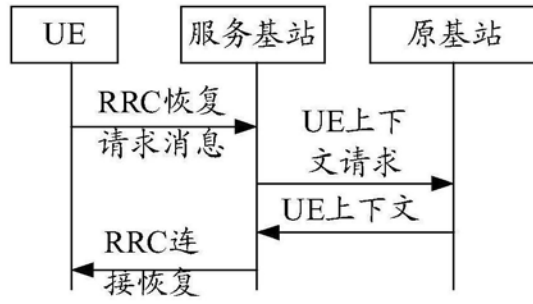 UE
服务基站
原基站
RRC恢复
请求消息
UE上下
文请求
UE上下文
RRC连
接恢复